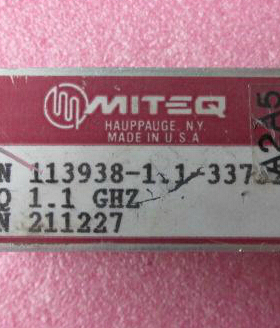 MITEQ
HAUPPAUGE, N.Y.
MADE IN U.S.A
N 113938-1.1-337
Q 1.1 GHZ
N 211227
A2A5